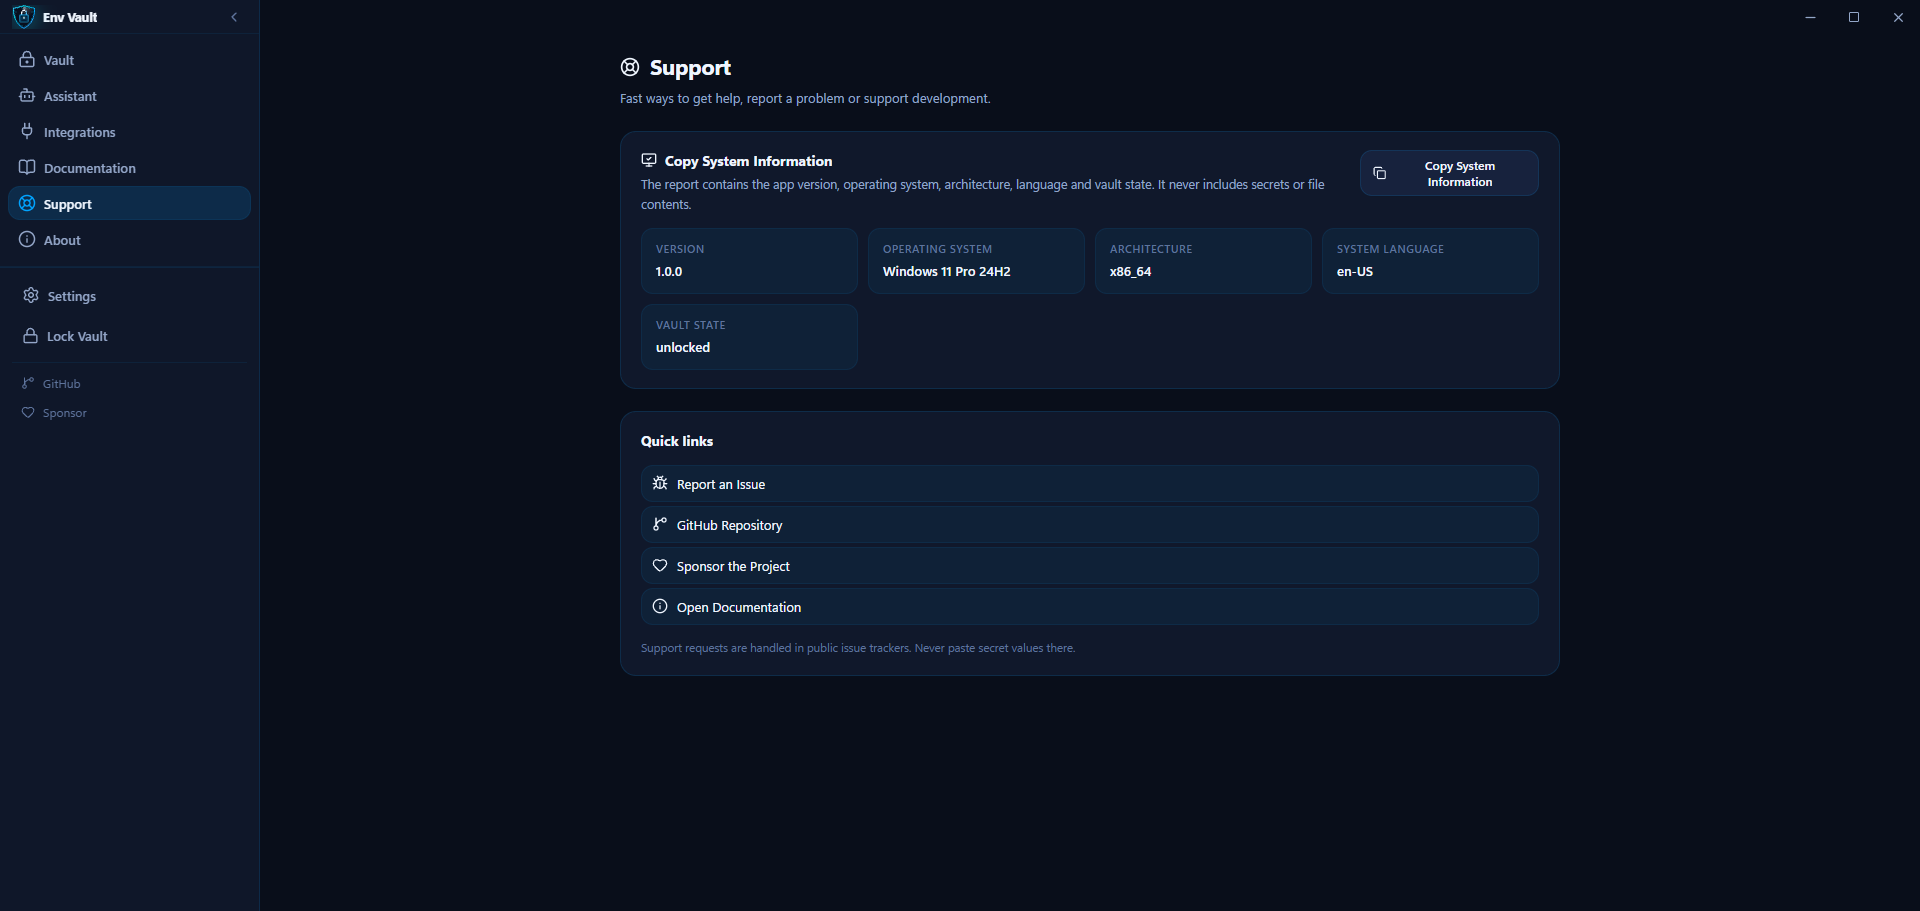 Env Vault
Vault
Assistant
Integrations
Documentation
Support
About
Settings
Lock Vault
GitHub
Sponsor
Support
Fast ways to get help, report a problem or support development.
Copy System Information
The report contains the app version, operating system, architecture, language and vault state. It never includes secrets or file
contents.
Copy System
Information
VERSION
1.0.0
OPERATING SYSTEM
Windows 11 Pro 24H2
ARCHITECTURE
x86_64
SYSTEM LANGUAGE
en-US
VAULT STATE
unlocked
Quick links
Report an Issue
GitHub Repository
Sponsor the Project
Open Documentation
Support requests are handled in public issue trackers. Never paste secret values there.